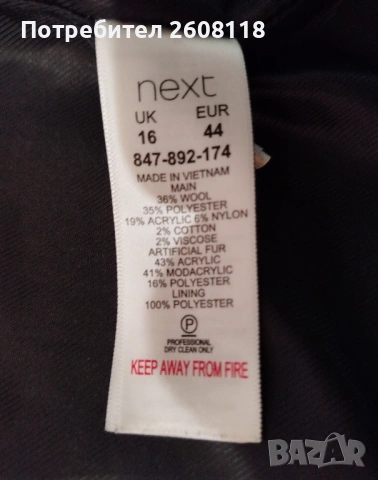 Потребител 2608118
next
UK EUR
16 44
847-892-174
MADE IN VIETNAM
MAIN
36% WOOL
35% POLYESTER
19% ACRYLIC 6% NYLON
2% COTTON
2% VISCOSE
ARTIFICIAL FUR
43% ACRYLIC
41% MODACRYLIC
16% POLYESTER
LINING
100% POLYESTER
P
PROFESSIONAL
DRY CLEAN ONLY
KEEP AWAY FROM FIRE
BAZAR